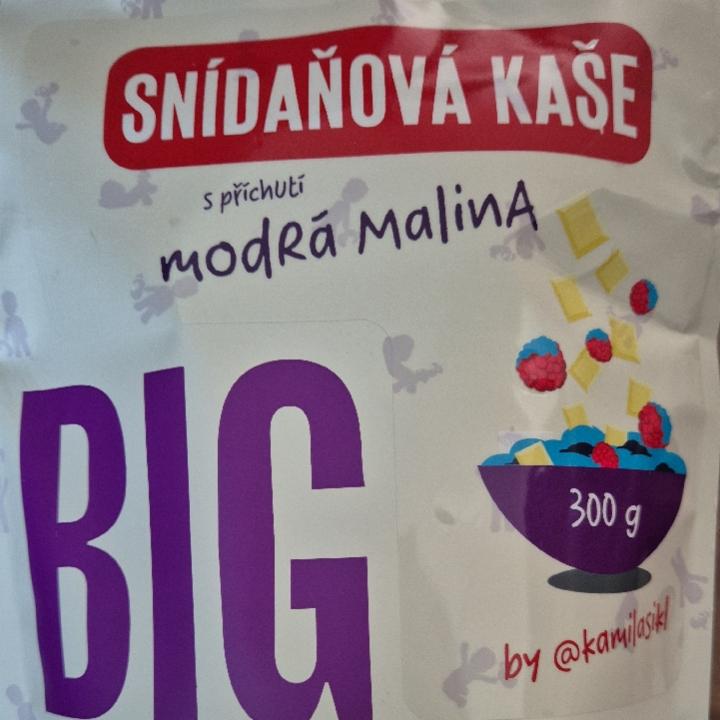 SNÍDAŇOVÁ KAŠE
s příchutí
modRá MalinA
BIG
300 g
by @kamilasikl